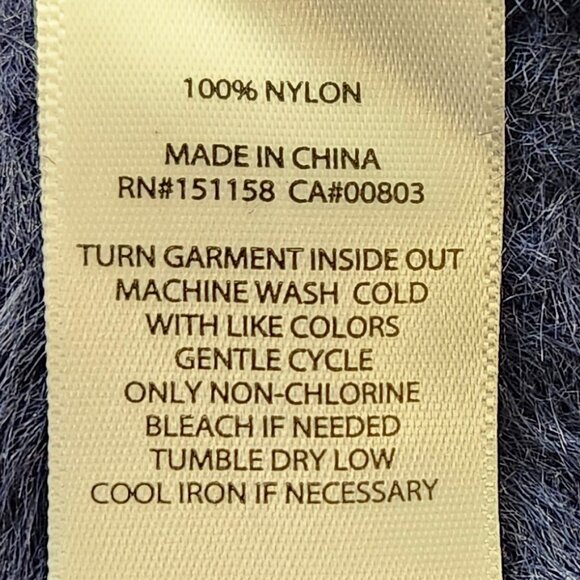 100% NYLON
MADE IN CHINA
RN#151158 CA#00803
TURN GARMENT INSIDE OUT
MACHINE WASH COLD
WITH LIKE COLORS
GENTLE CYCLE
ONLY NON-CHLORINE
BLEACH IF NEEDED
TUMBLE DRY LOW
COOL IRON IF NECESSARY